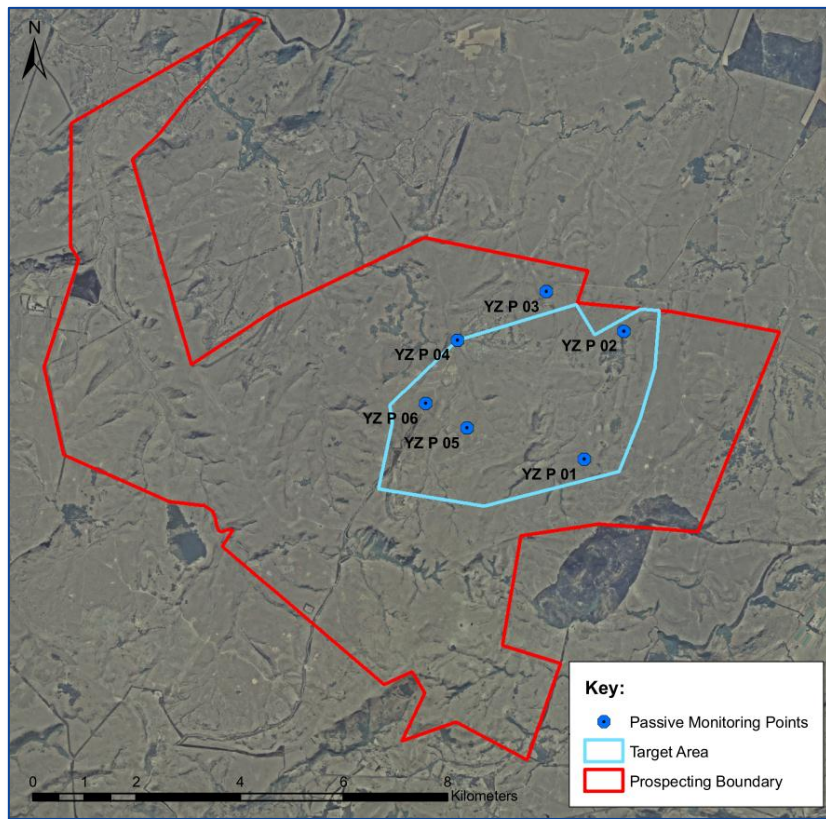 N
YZ P 03
YZ P 02
YZ P 04
YZ P 06
YZ P 05
YZ P 01
Key:
Passive Monitoring Points
Target Area
Prospecting Boundary
0 2 4 6 8
Kilometers